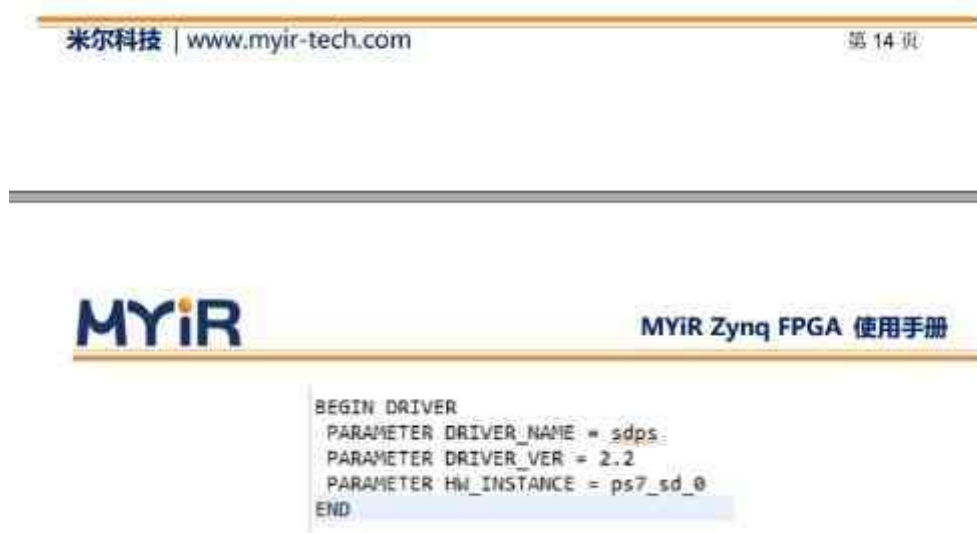 米尔科技 | www.myir-tech.com 第 14 页
MYiR MYiR Zynq FPGA 使用手册
BEGIN DRIVER
PARAMETER DRIVER_NAME = sdps
PARAMETER DRIVER_VER = 2.2
PARAMETER HW_INSTANCE = ps7_sd_0
END